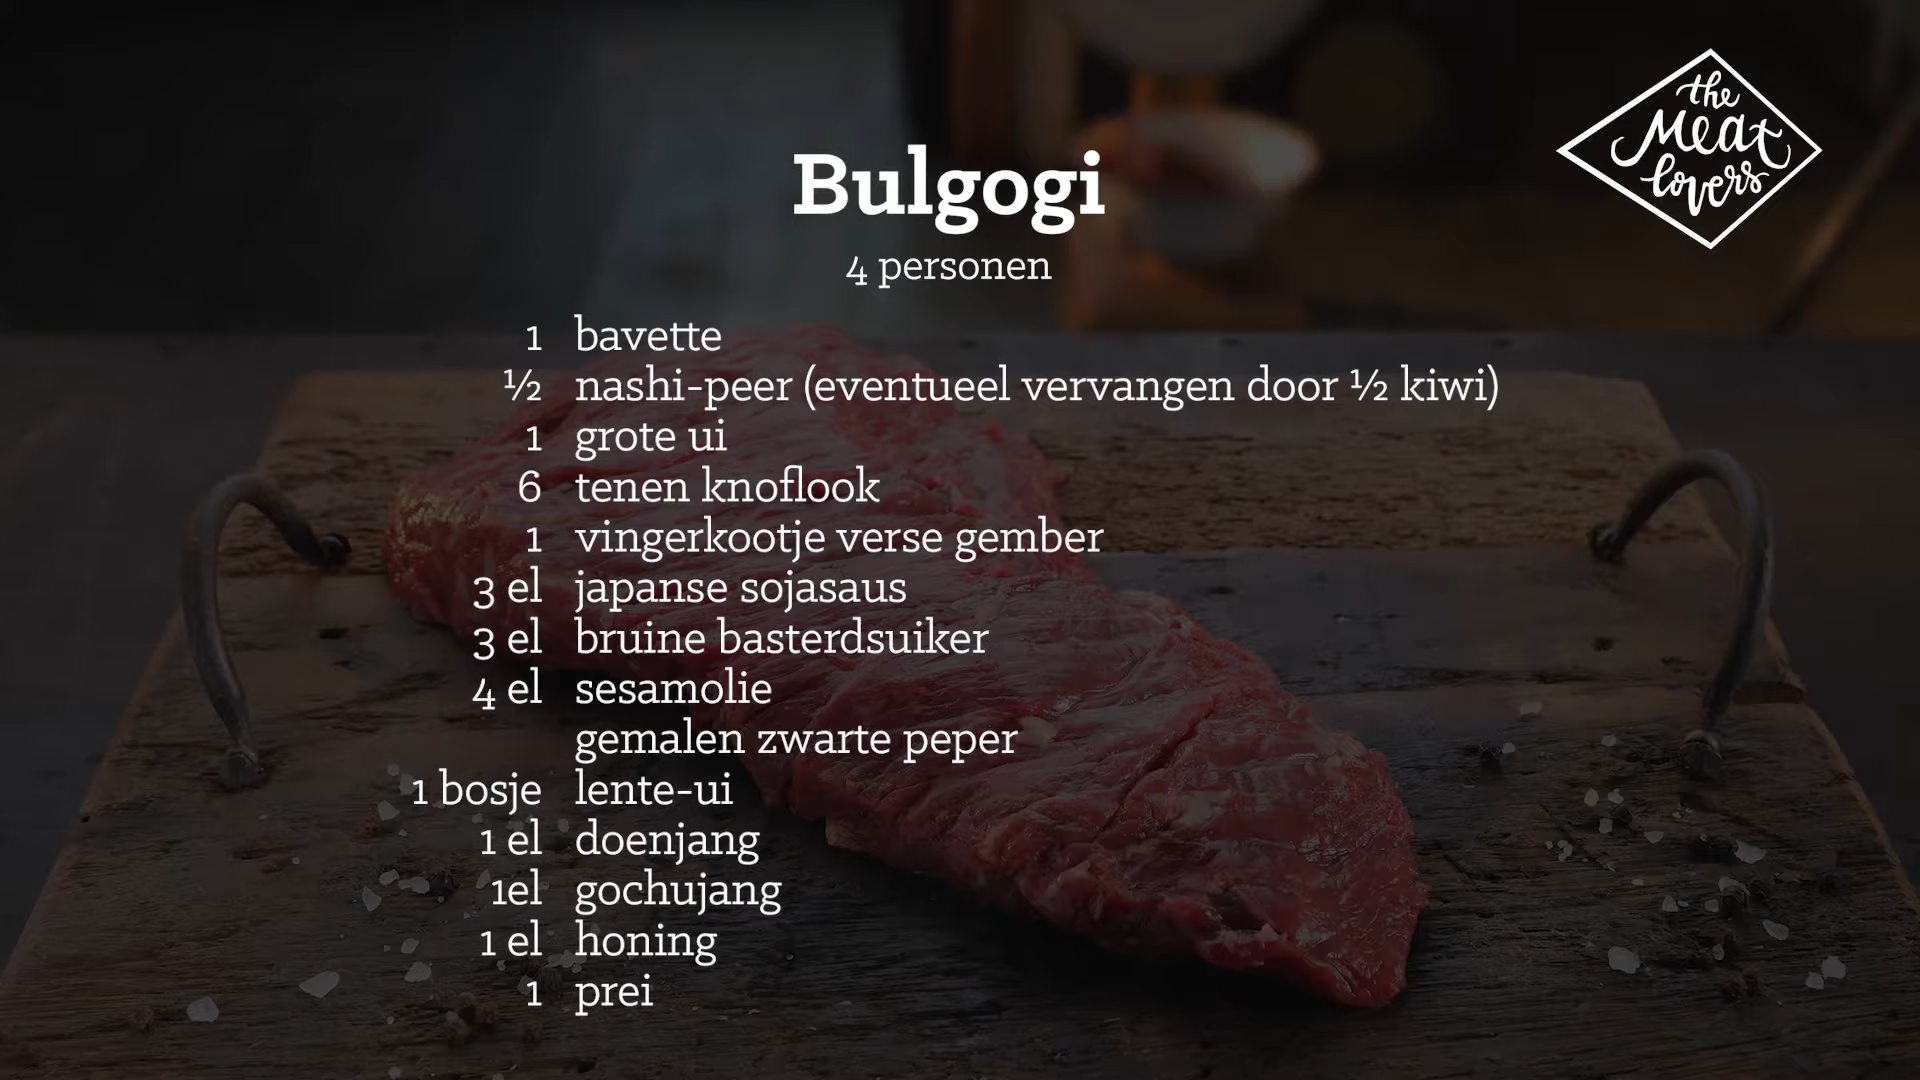 the
Meat
lovers
Bulgogi
4 personen
1 bavette
½ nashi-peer (eventueel vervangen door ½ kiwi)
1 grote ui
6 tenen knoflook
1 vingerkootje verse gember
3 el japanse sojasaus
3 el bruine basterdsuiker
4 el sesamolie
gemalen zwarte peper
1 bosje lente-ui
1 el doenjang
1el gochujang
1 el honing
1 prei